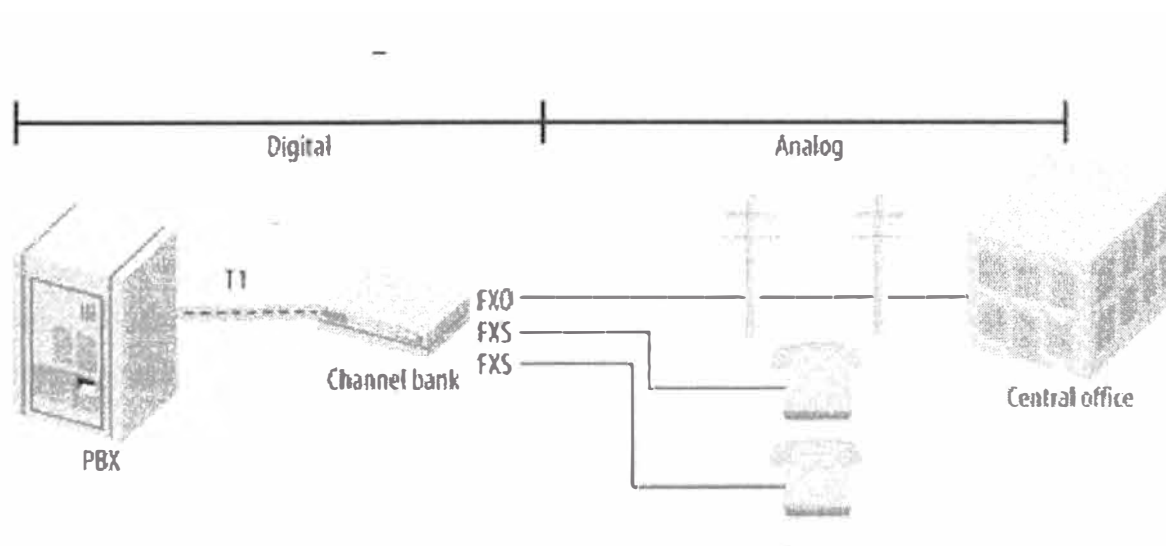 Digital
Analog
T1
FXO
FXS
FXS
Channel bank
PBX
Central office